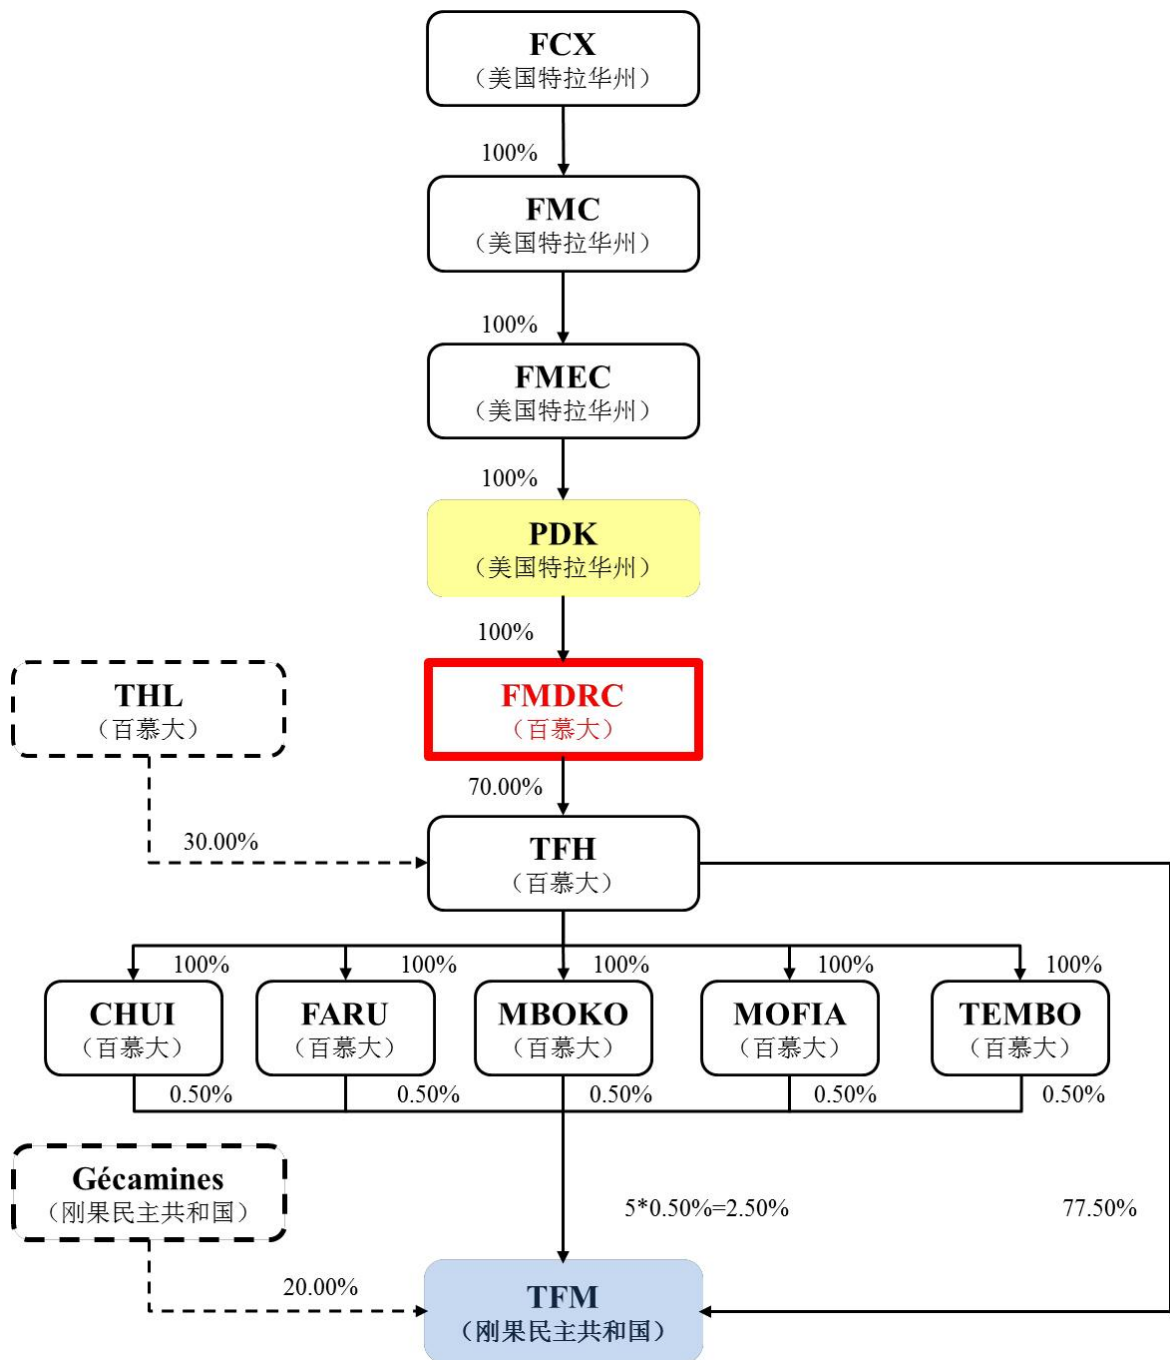 FCX
（美国特拉华州）
100%
FMC
（美国特拉华州）
100%
FMEC
（美国特拉华州）
100%
PDK
（美国特拉华州）
100%
THL
（百慕大）
FMDRC
（百慕大）
70.00%
30.00%
TFH
（百慕大）
100%
100%
100%
100%
100%
CHUI
（百慕大）
FARU
（百慕大）
MBOKO
（百慕大）
MOFIA
（百慕大）
TEMBO
（百慕大）
0.50%
0.50%
0.50%
0.50%
0.50%
Gécamines
（刚果民主共和国）
5*0.50%=2.50%
77.50%
20.00%
TFM
（刚果民主共和国）